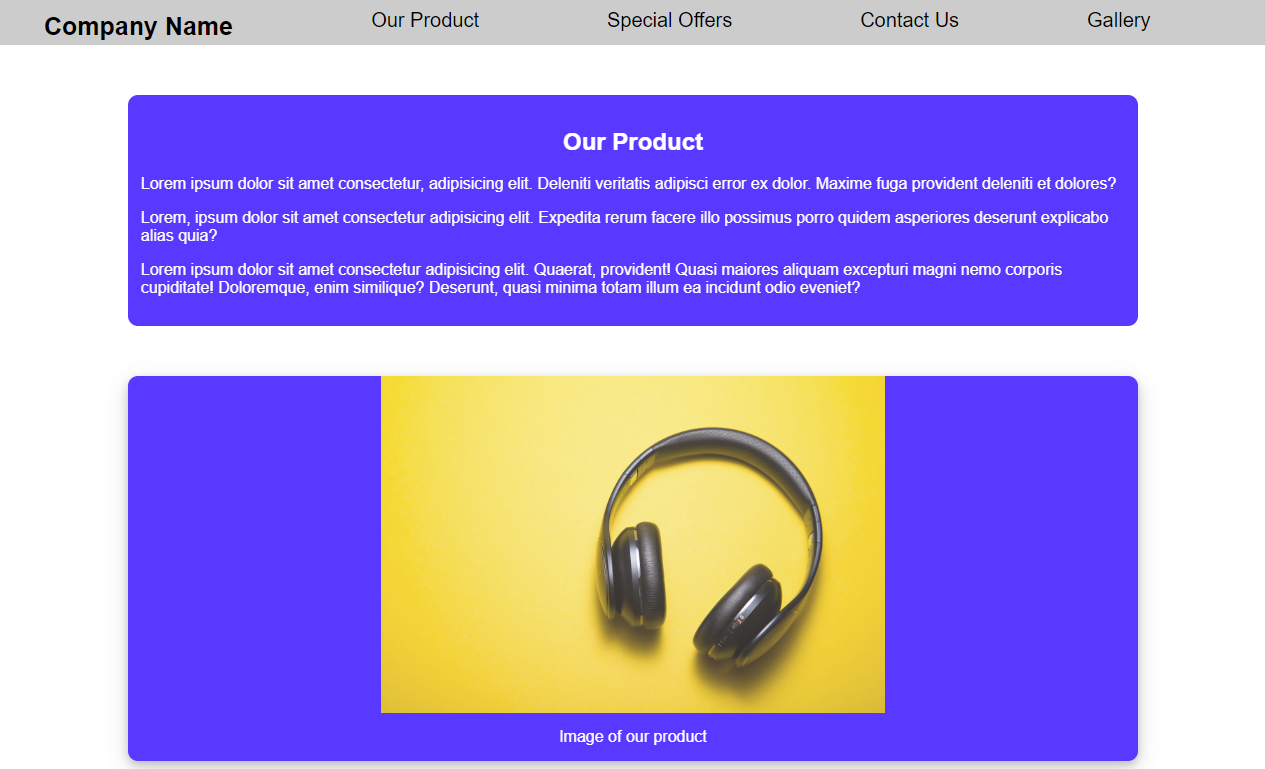 Company Name
Our Product
Special Offers
Contact Us
Gallery
Our Product
Lorem ipsum dolor sit amet consectetur, adipisicing elit. Deleniti veritatis adipisci error ex dolor. Maxime fuga provident deleniti et dolores?
Lorem, ipsum dolor sit amet consectetur adipisicing elit. Expedita rerum facere illo possimus porro quidem asperiores deserunt explicabo
alias quia?
Lorem ipsum dolor sit amet consectetur adipisicing elit. Quaerat, provident! Quasi maiores aliquam excepturi magni nemo corporis
cupiditate! Doloremque, enim similique? Deserunt, quasi minima totam illum ea incidunt odio eveniet?
Image of our product